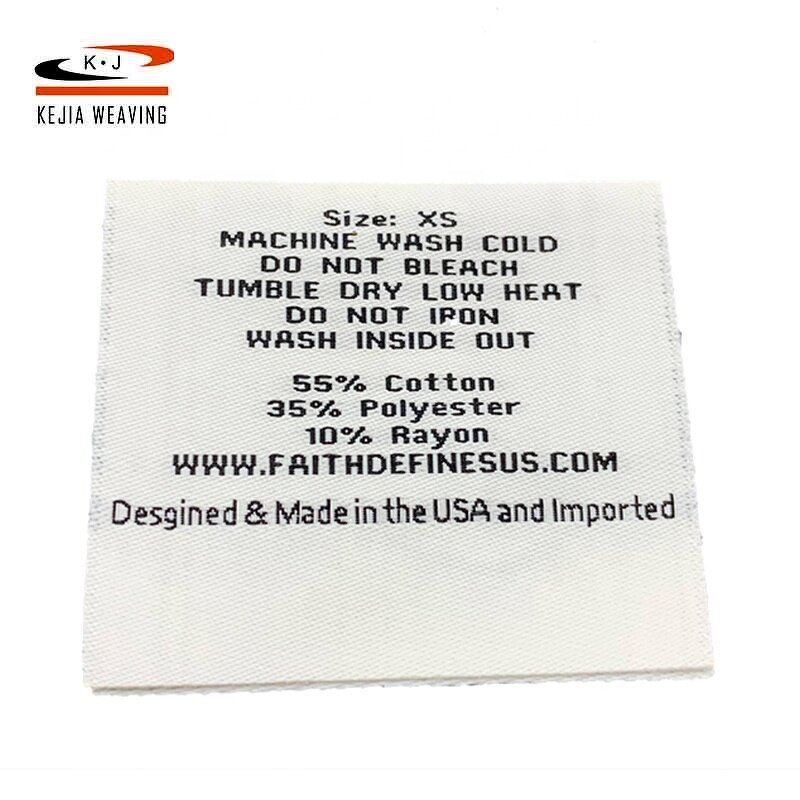 K·J
KEJIA WEAVING
Size: XS
MACHINE WASH COLD
DO NOT BLEACH
TUMBLE DRY LOW HEAT
DO NOT IRON
WASH INSIDE OUT
55% Cotton
35% Polyester
10% Rayon
WWW.FAITHDEFINESUS.COM
Desgined & Made in the USA and Imported